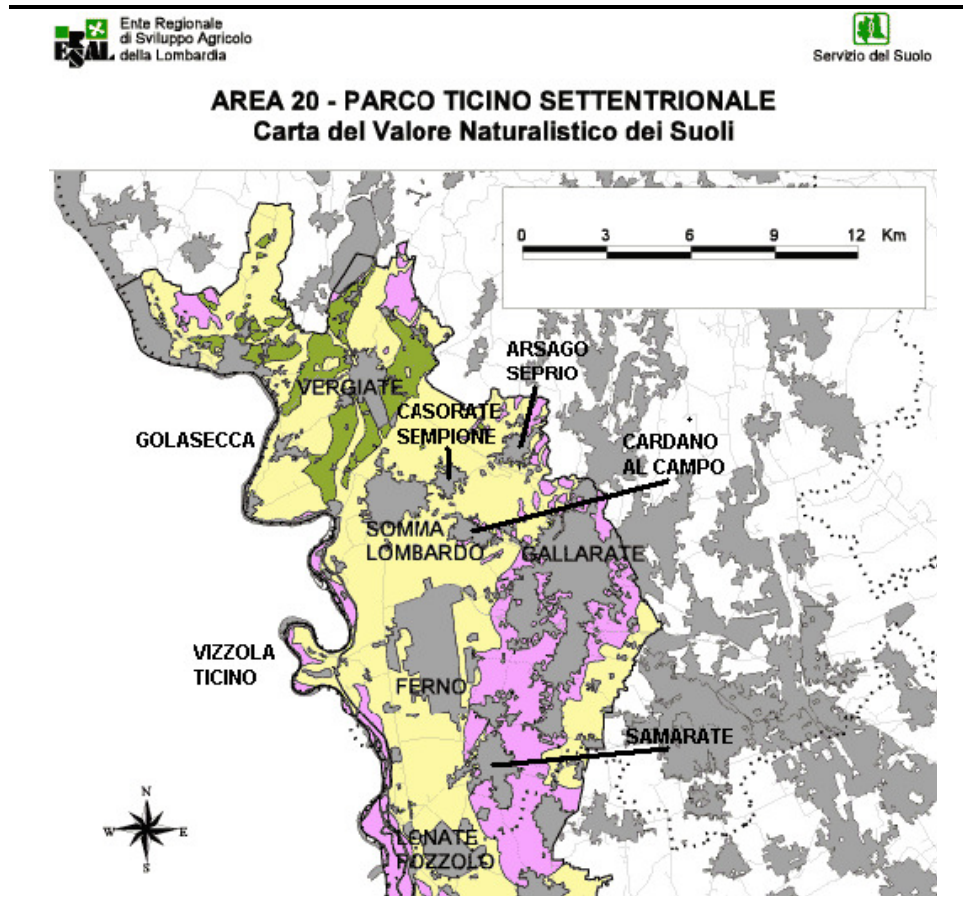 Ente Regionale
di Sviluppo Agricolo
della Lombardia
ERSAL
Servizio del Suolo
AREA 20 - PARCO TICINO SETTENTRIONALE
Carta del Valore Naturalistico dei Suoli
0 3 6 9 12 Km
ARSAGO
SEPRIO
VERGIATE
CASORATE
SEMPIONE
GOLASECCA
CARDANO
AL CAMPO
SOMMA
LOMBARDO
GALLARATE
VIZZOLA
TICINO
FERNO
SAMARATE
LONATE
POZZOLO
N
W E
S